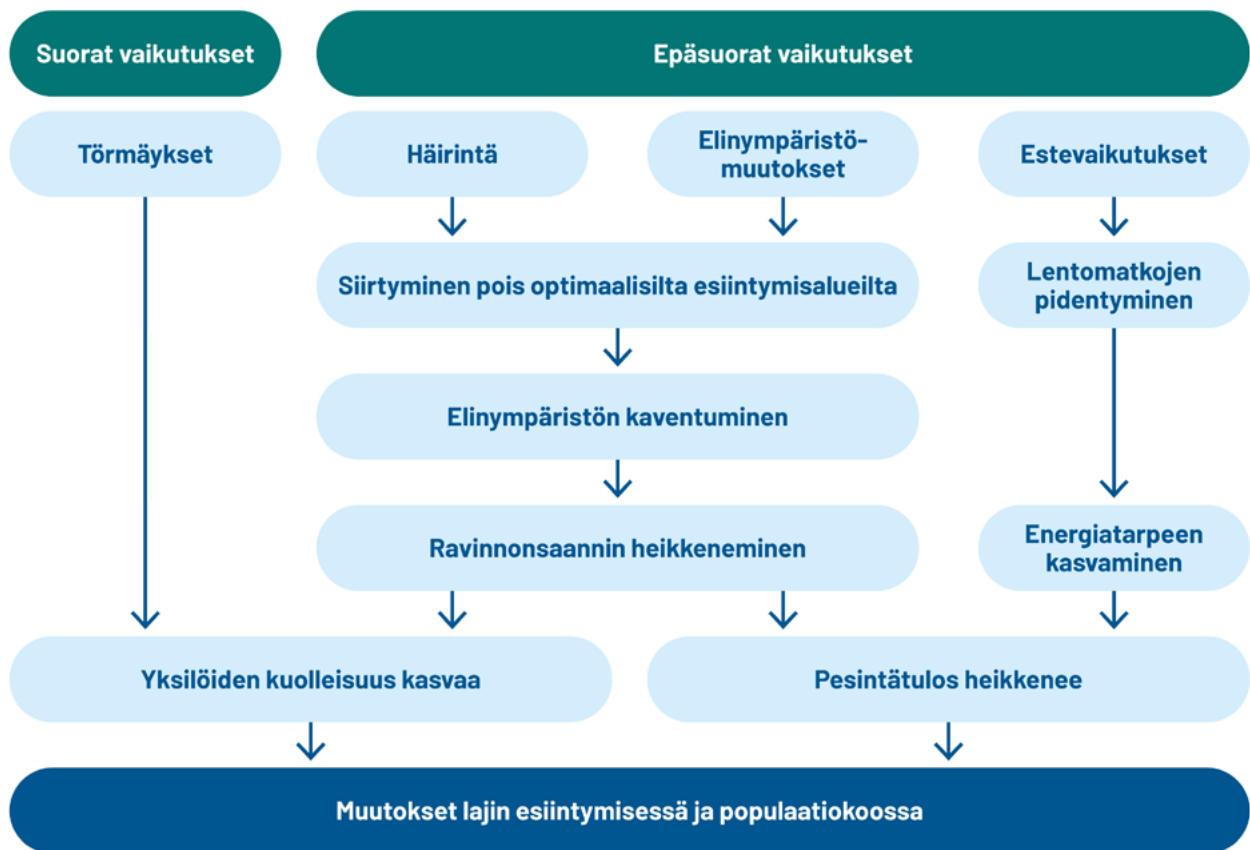 Suorat vaikutukset
Epäsuorat vaikutukset
Törmäykset
Häirintä
Elinympäristö-
muutokset
Estevaikutukset
Siirtyminen pois optimaalisilta esiintymisalueilta
Lentomatkojen
pidentyminen
Elinympäristön kaventuminen
Ravinnonsaannin heikkeneminen
Energiatarpeen
kasvaminen
Yksilöiden kuolleisuus kasvaa
Pesintätulos heikkenee
Muutokset lajin esiintymisessä ja populaatiokoossa